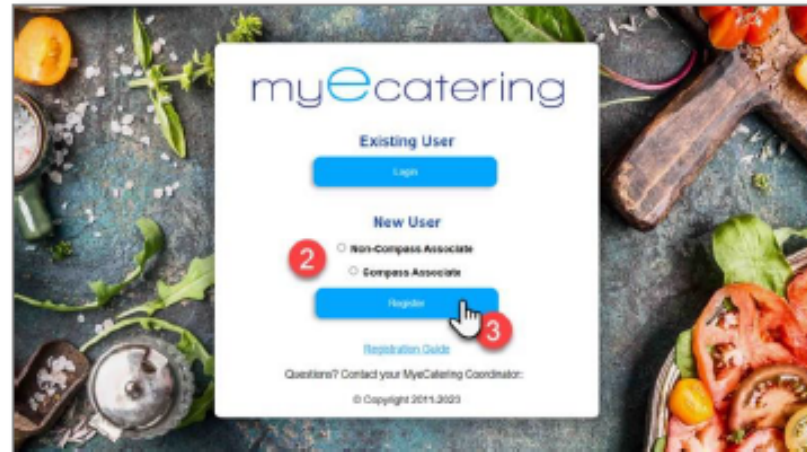 myecatering
Existing User
Login
New User
2
Non-Compass Associate
Compass Associate
Register
3
Registration Guide
Questions? Contact your MyeCatering Coordinator:
© Copyright 2011-2023